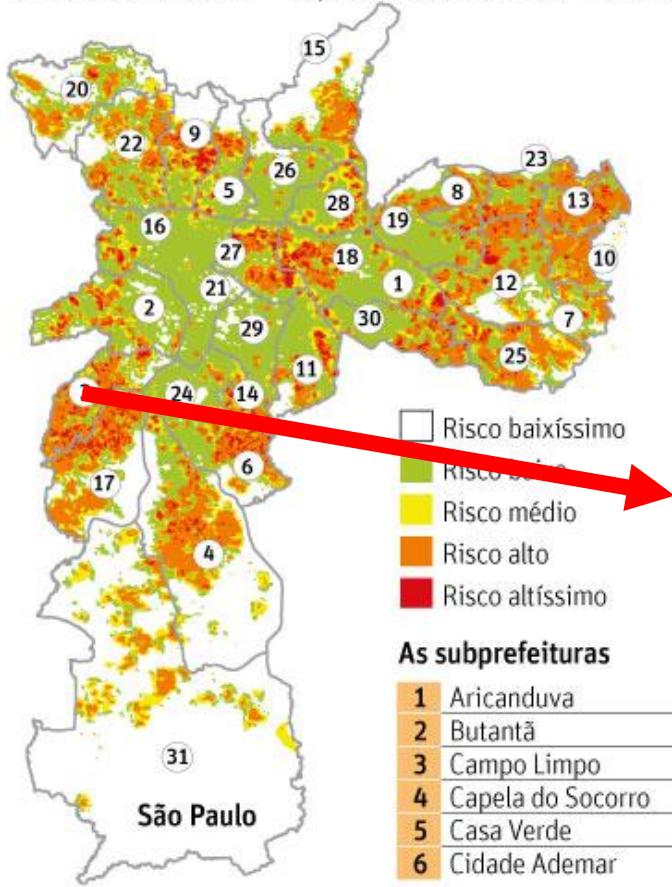 15
20
9
22
26
23
5
8
28
13
19
16
27
18
10
21
1
12
2
29
30
7
25
11
24
14
6
17
4
31
São Paulo
Risco baixíssimo
Risco baixo
Risco médio
Risco alto
Risco altíssimo
As subprefeituras
1 Aricanduva
2 Butantã
3 Campo Limpo
4 Capela do Socorro
5 Casa Verde
6 Cidade Ademar